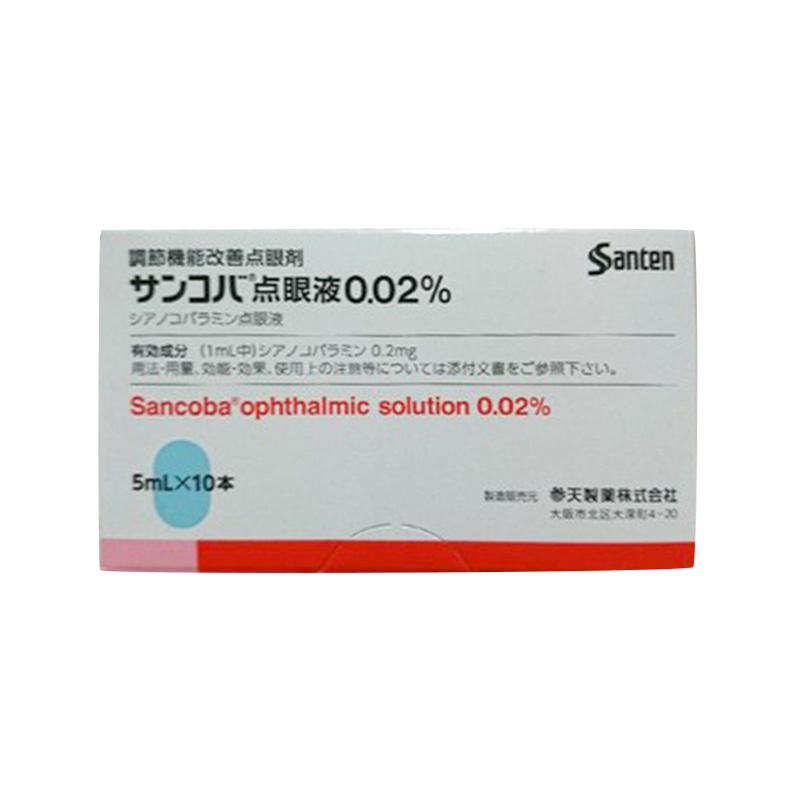 調節機能改善点眼剤
Santen
サンコバ®点眼液0.02%
シアノコバラミン点眼液
有効成分 (1mL中)シアノコバラミン 0.2mg
用法・用量、効能・効果、使用上の注意等については添付文書をご参照下さい。
Sancoba®ophthalmic solution 0.02%
5mL×10本
製造販売元 参天製薬株式会社
大阪市北区大深町4-20